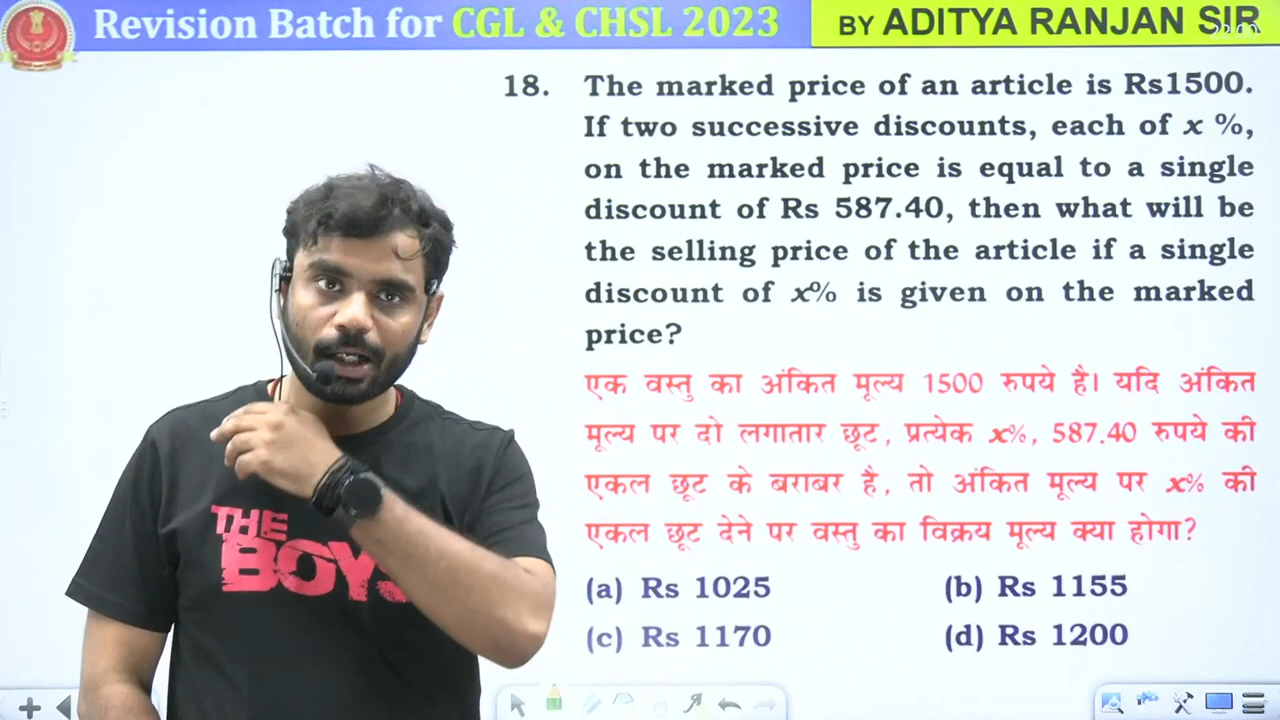 Revision Batch for CGL & CHSL 2023
BY ADITYA RANJAN SIR
18. The marked price of an article is Rs1500.
If two successive discounts, each of x %,
on the marked price is equal to a single
discount of Rs 587.40, then what will be
the selling price of the article if a single
discount of x% is given on the marked
price?
एक वस्तु का अंकित मूल्य 1500 रुपये है। यदि अंकित
मूल्य पर दो लगातार छूट, प्रत्येक x%, 587.40 रुपये की
एकल छूट के बराबर है, तो अंकित मूल्य पर x% की
एकल छूट देने पर वस्तु का विक्रय मूल्य क्या होगा?
(a) Rs 1025 (b) Rs 1155
(c) Rs 1170 (d) Rs 1200
THE
BOYS